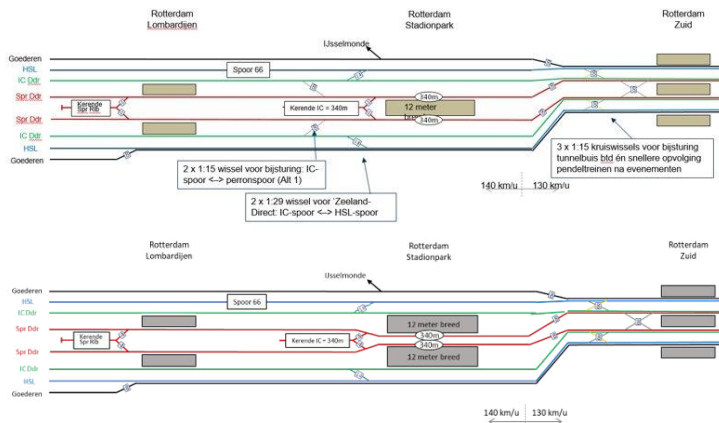 Rotterdam
Lombardijen
Rotterdam
Stadionpark
Rotterdam
Zuid
Goederen
IJsselmonde
HSL
Spoor 66
IC Ddr
Spr Ddr
340m
Kerende
Spr Rlb
Kerende IC = 340m
12 meter
breed
Spr Ddr
340m
IC Ddr
HSL
Goederen
2 x 1:15 wissel voor bijsturing: IC-
spoor <--> perronspoor (Alt 1)
3 x 1:15 kruiswissels voor bijsturing
tunnelbuis btd én snellere opvolging
pendeltreinen na evenementen
2 x 1:29 wissel voor 'Zeeland-
Direct: IC-spoor <--> HSL-spoor
140 km/u
130 km/u
Rotterdam
Lombardijen
Rotterdam
Stadionpark
Rotterdam
Zuid
Goederen
IJsselmonde
HSL
Spoor 66
IC Ddr
Spr Ddr
12 meter breed
Kerende
Spr Rlb
Kerende IC = 340m
340m
340m
Spr Ddr
12 meter breed
IC Ddr
HSL
Goederen
140 km/u
130 km/u